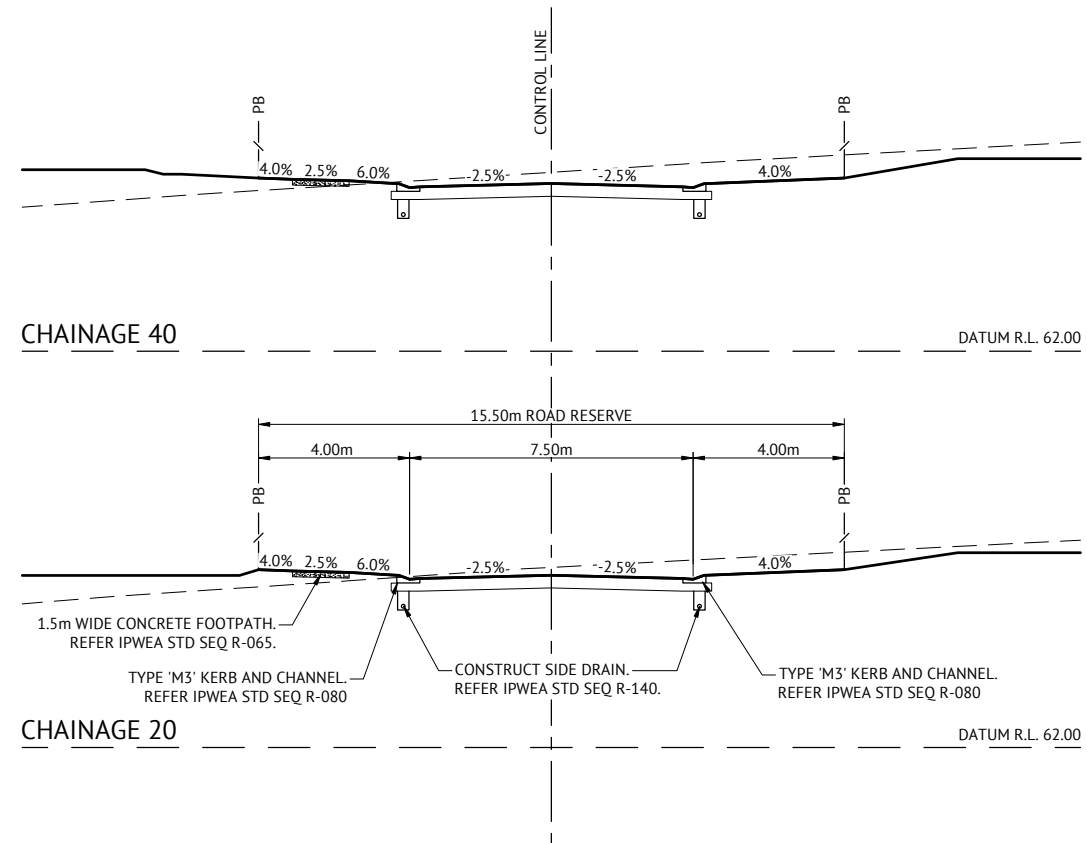 CONTROL LINE
PB
PB
4.0% 2.5% 6.0% -2.5%- -2.5% 4.0%
CHAINAGE 40
DATUM R.L. 62.00
15.50m ROAD RESERVE
4.00m 7.50m 4.00m
PB
PB
4.0% 2.5% 6.0% -2.5%- -2.5% 4.0%
1.5m WIDE CONCRETE FOOTPATH.
REFER IPWEA STD SEQ R-065.
TYPE 'M3' KERB AND CHANNEL.
REFER IPWEA STD SEQ R-080
CONSTRUCT SIDE DRAIN.
REFER IPWEA STD SEQ R-140.
TYPE 'M3' KERB AND CHANNEL.
REFER IPWEA STD SEQ R-080
CHAINAGE 20
DATUM R.L. 62.00